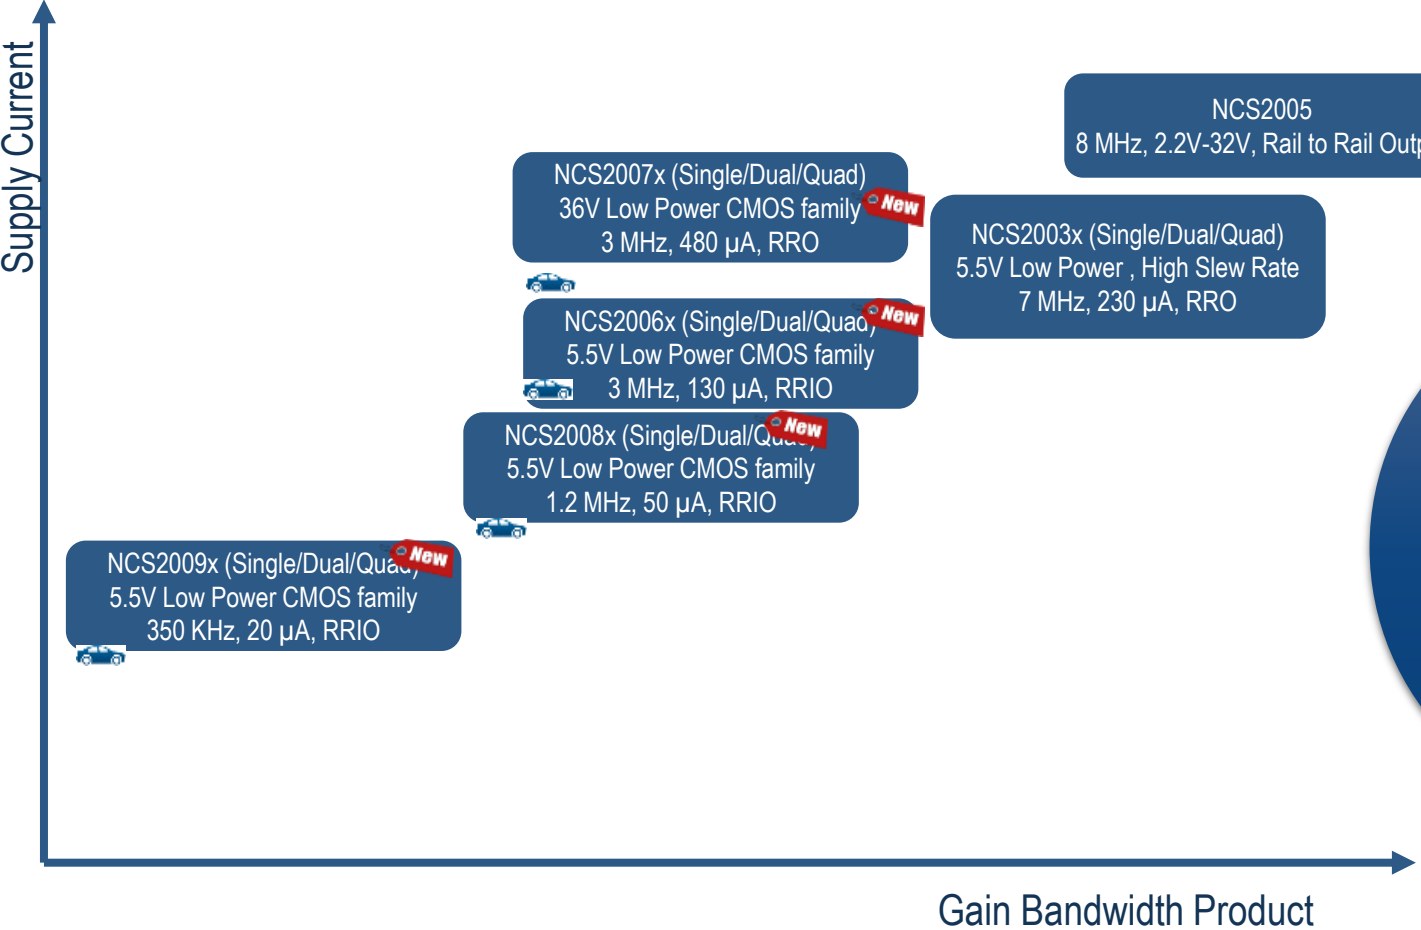 Supply Current
NCS2005
8 MHz, 2.2V-32V, Rail to Rail
NCS2007x (Single/Dual/Quad)
36V Low Power CMOS family
3 MHz, 480 µA, RRO
New
NCS2003x (Single/Dual/Quad)
5.5V Low Power , High Slew Rate
7 MHz, 230 µA, RRO
NCS2006x (Single/Dual/Quad)
5.5V Low Power CMOS family
3 MHz, 130 µA, RRIO
New
NCS2008x (Single/Dual/Quad)
5.5V Low Power CMOS family
1.2 MHz, 50 µA, RRIO
New
NCS2009x (Single/Dual/Quad)
5.5V Low Power CMOS family
350 KHz, 20 µA, RRIO
New
Gain Bandwidth Product